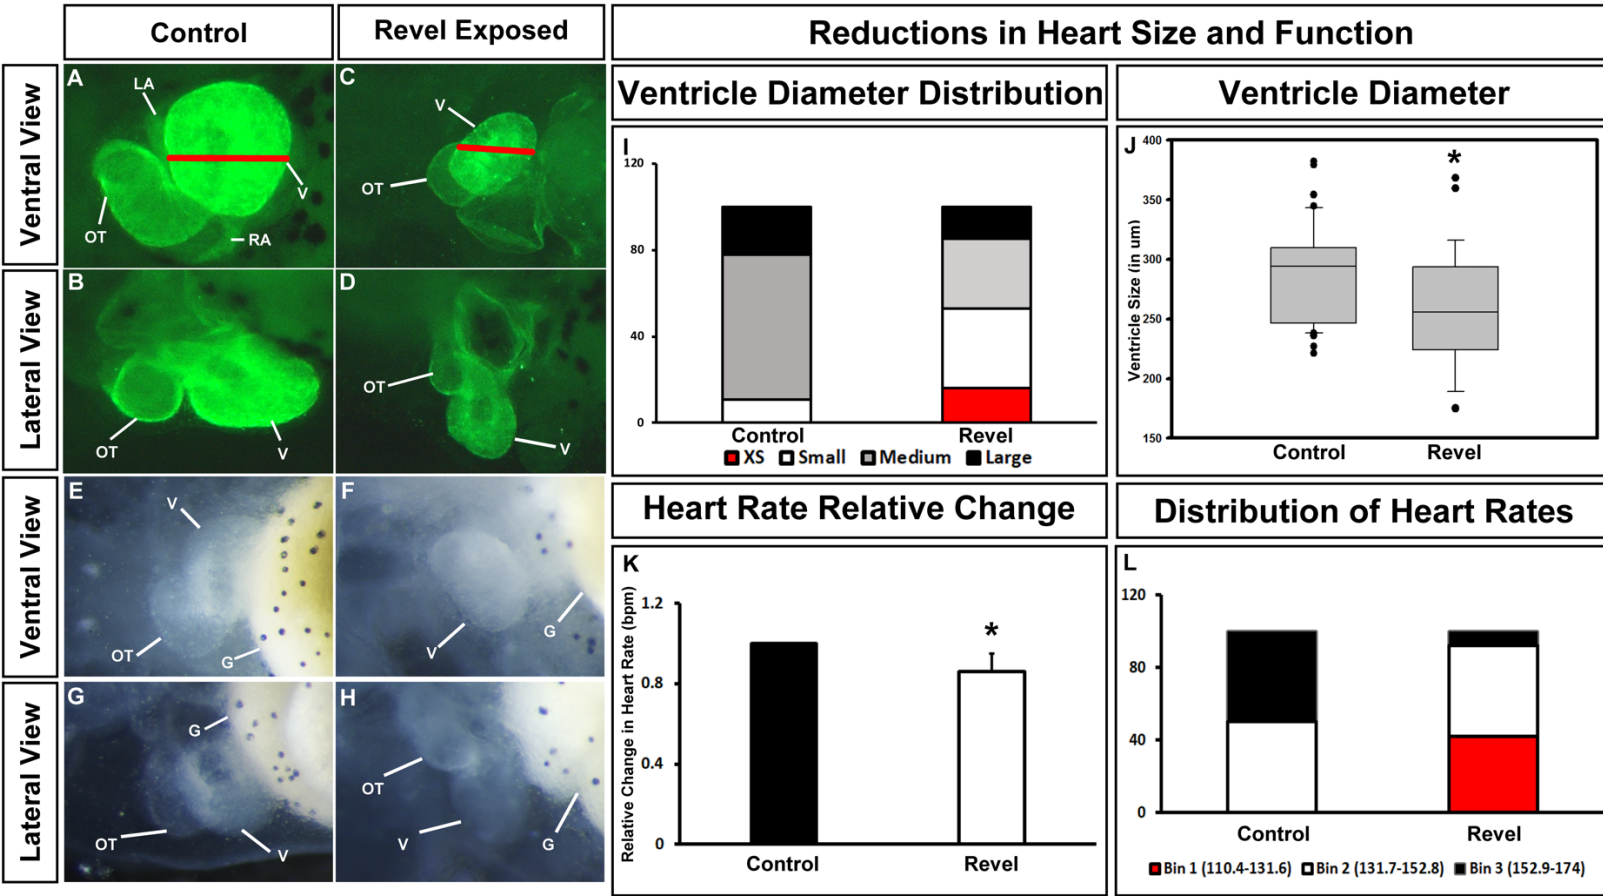 Control
Revel Exposed
Reductions in Heart Size and Function
Ventral View
Lateral View
Ventral View
Lateral View
A
LA
OT
V
RA
C
V
OT
B
OT
V
D
OT
V
E
V
OT
G
F
V
G
G
G
OT
V
H
OT
V
G
Ventricle Diameter Distribution
I
120
80
40
0
Control
Revel
XS Small Medium Large
Ventricle Diameter
J
*
Ventricle Size (in um)
400
350
300
250
200
150
Control
Revel
Heart Rate Relative Change
K
*
Relative Change in Heart Rate (bpm)
1.2
0.8
0.4
0
Control
Revel
Distribution of Heart Rates
L
120
80
40
0
Control
Revel
Bin 1 (110.4-131.6) Bin 2 (131.7-152.8) Bin 3 (152.9-174)